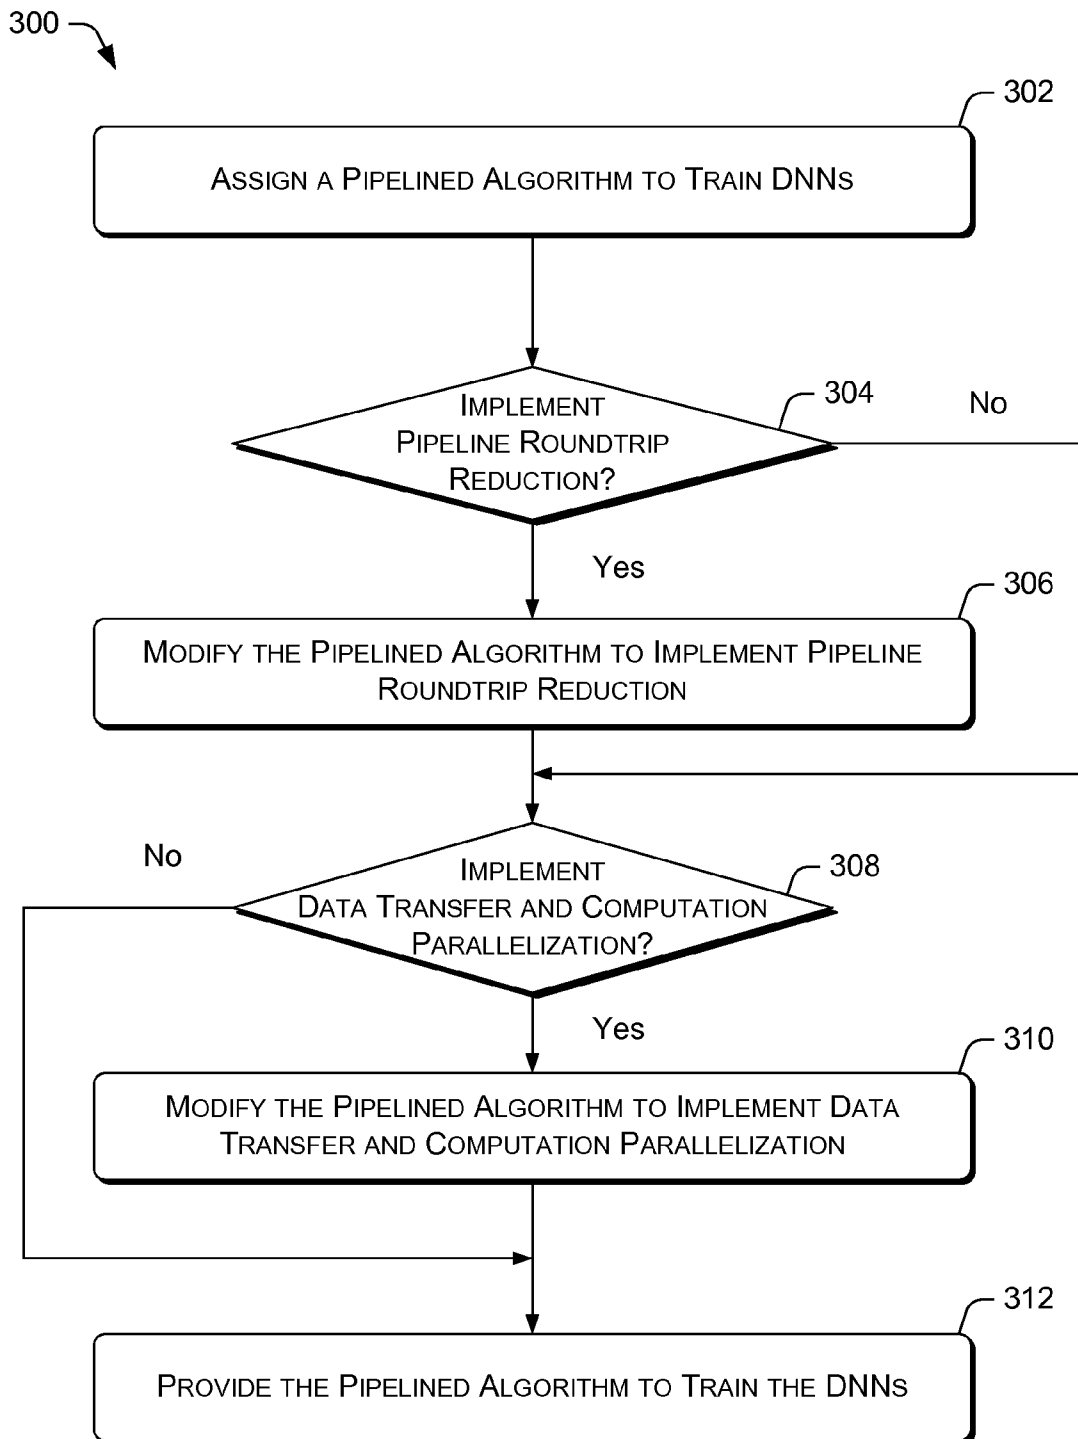 300
302
Assign a Pipelined Algorithm to Train DNNs
304
No
Implement
Pipeline Roundtrip
Reduction?
Yes
306
Modify the Pipelined Algorithm to Implement Pipeline
Roundtrip Reduction
No
308
Implement
Data Transfer and Computation
Parallelization?
Yes
310
Modify the Pipelined Algorithm to Implement Data
Transfer and Computation Parallelization
312
Provide the Pipelined Algorithm to Train the DNNs